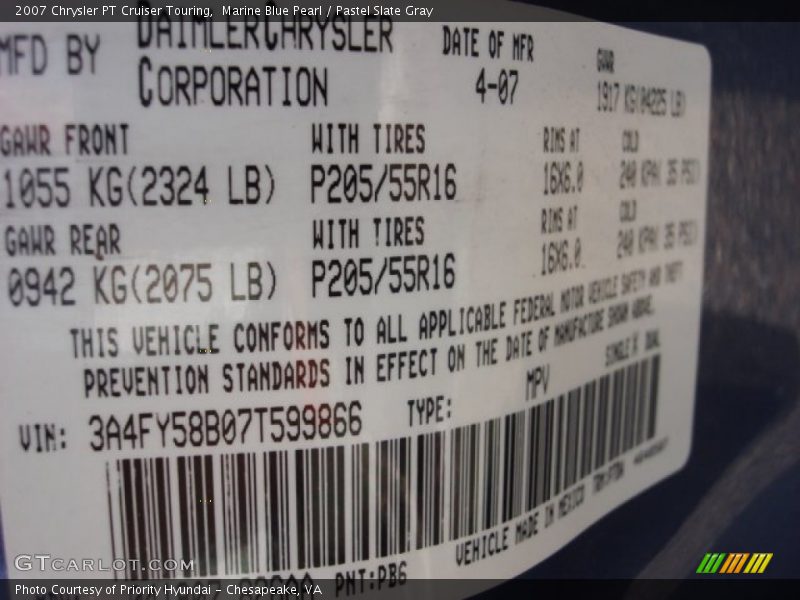 2007 Chrysler PT Cruiser Touring, Marine Blue Pearl / Pastel Slate Gray
MFD BY DAIMLERCHRYSLER CORPORATION
DATE OF MFR
4-07
GVWR
1917 KG(04225 LB)
GAWR FRONT WITH TIRES RIMS AT COLD
1055 KG(2324 LB) P205/55R16 16X6.0 240 KPA( 35 PSI)
GAWR REAR WITH TIRES RIMS AT COLD
0942 KG(2075 LB) P205/55R16 16X6.0 240 KPA( 35 PSI)
THIS VEHICLE CONFORMS TO ALL APPLICABLE FEDERAL MOTOR VEHICLE SAFETY AND THEFT
PREVENTION STANDARDS IN EFFECT ON THE DATE OF MANUFACTURE SHOWN ABOVE.
VIN: 3A4FY58B07T599866 TYPE: MPV SINGLE X DUAL
VEHICLE MADE IN MEXICO
PNT:PB6
GTCARLOT.COM
Photo Courtesy of Priority Hyundai - Chesapeake, VA